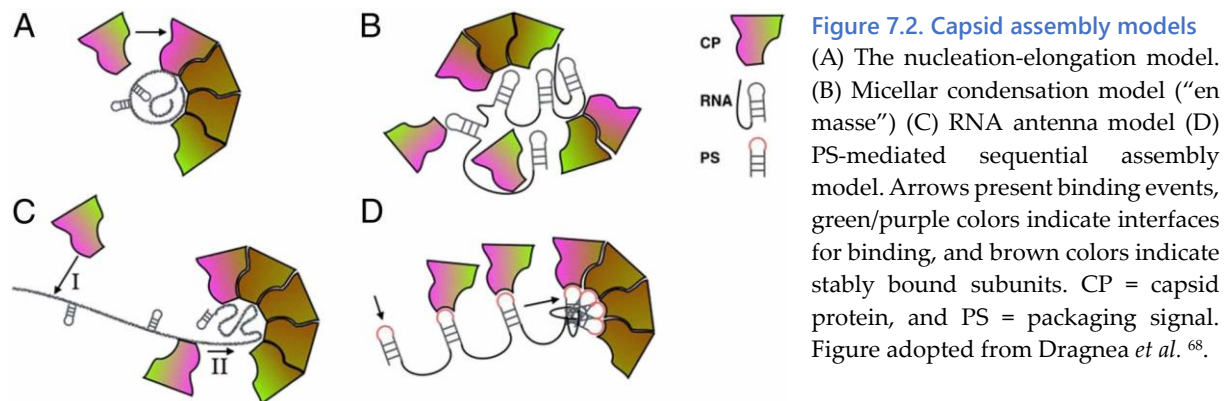 A
B
CP
RNA
PS
C
I
II
D
Figure 7.2. Capsid assembly models
(A) The nucleation-elongation model.
(B) Micellar condensation model (“en
masse”) (C) RNA antenna model (D)
PS-mediated sequential assembly
model. Arrows present binding events,
green/purple colors indicate interfaces
for binding, and brown colors indicate
stably bound subunits. CP = capsid
protein, and PS = packaging signal.
Figure adopted from Dragnea et al. 68.